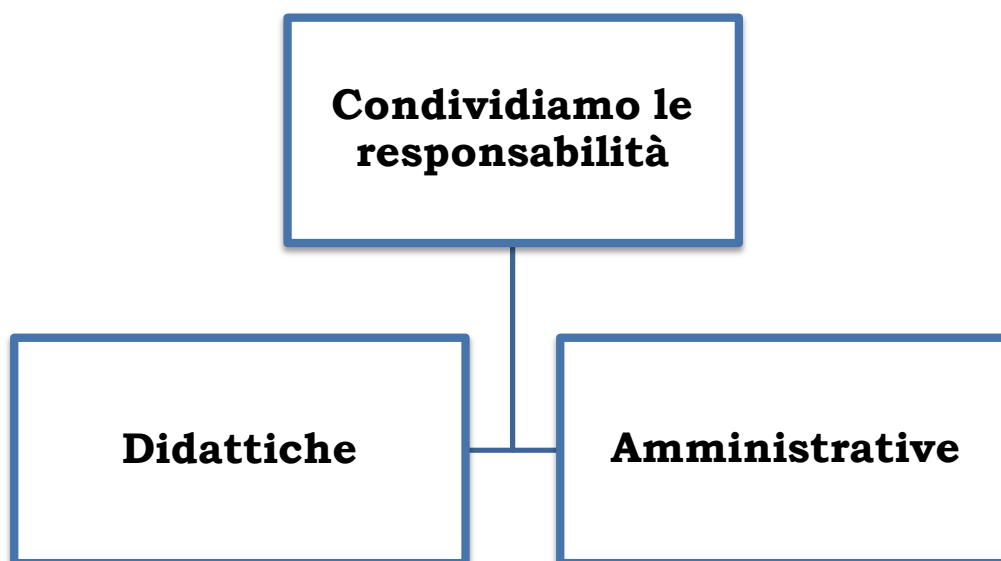 Condividiamo le
responsabilità
Didattiche
Amministrative